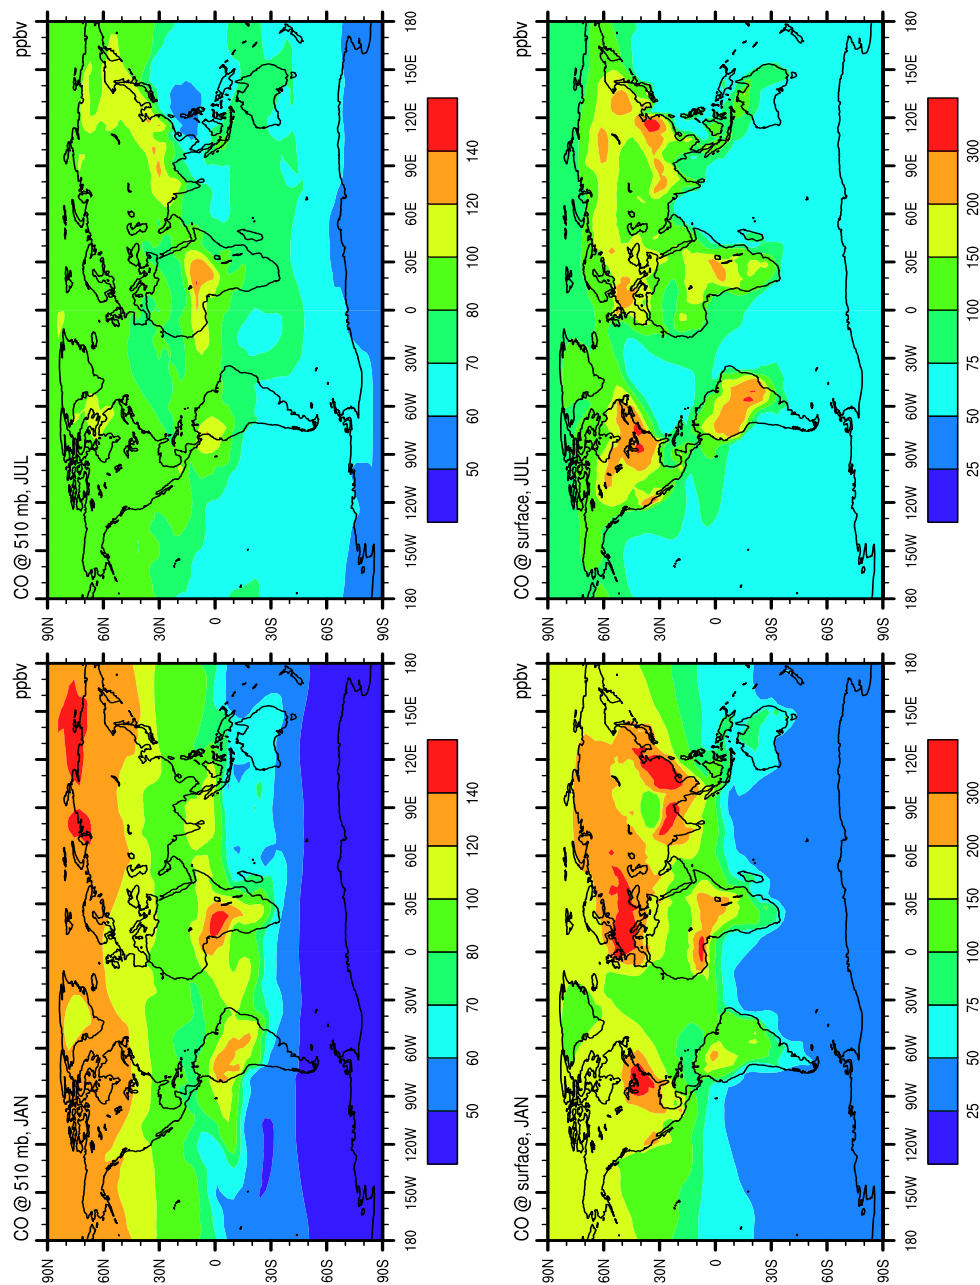 CO @ 510 mb, JAN ppbv
90N
60N
30N
0
30S
60S
90S
180 150W 120W 90W 60W 30W 0 30E 60E 90E 120E 150E 180
50 60 70 80 100 120 140
CO @ 510 mb, JUL ppbv
90N
60N
30N
0
30S
60S
90S
180 150W 120W 90W 60W 30W 0 30E 60E 90E 120E 150E 180
50 60 70 80 100 120 140
CO @ surface, JAN ppbv
90N
60N
30N
0
30S
60S
90S
180 150W 120W 90W 60W 30W 0 30E 60E 90E 120E 150E 180
25 50 75 100 150 200 300
CO @ surface, JUL ppbv
90N
60N
30N
0
30S
60S
90S
180 150W 120W 90W 60W 30W 0 30E 60E 90E 120E 150E 180
25 50 75 100 150 200 300